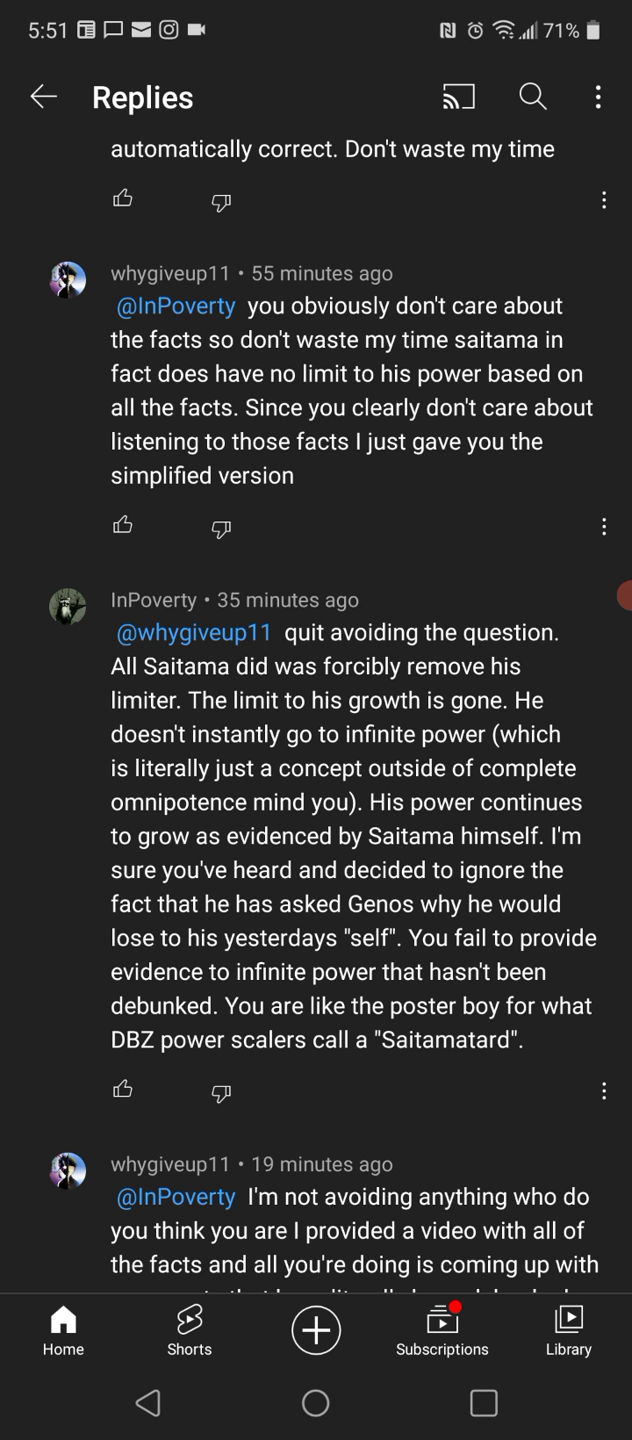 5:51
71%
Replies
automatically correct. Don't waste my time
whygiveup11 • 55 minutes ago
@InPoverty you obviously don't care about
the facts so don't waste my time saitama in
fact does have no limit to his power based on
all the facts. Since you clearly don't care about
listening to those facts I just gave you the
simplified version
InPoverty • 35 minutes ago
@whygiveup11 quit avoiding the question.
All Saitama did was forcibly remove his
limiter. The limit to his growth is gone. He
doesn't instantly go to infinite power (which
is literally just a concept outside of complete
omnipotence mind you). His power continues
to grow as evidenced by Saitama himself. I'm
sure you've heard and decided to ignore the
fact that he has asked Genos why he would
lose to his yesterdays "self". You fail to provide
evidence to infinite power that hasn't been
debunked. You are like the poster boy for what
DBZ power scalers call a "Saitamatard".
whygiveup11 • 19 minutes ago
@InPoverty I'm not avoiding anything who do
you think you are I provided a video with all of
the facts and all you're doing is coming up with
Home
Shorts
Subscriptions
Library